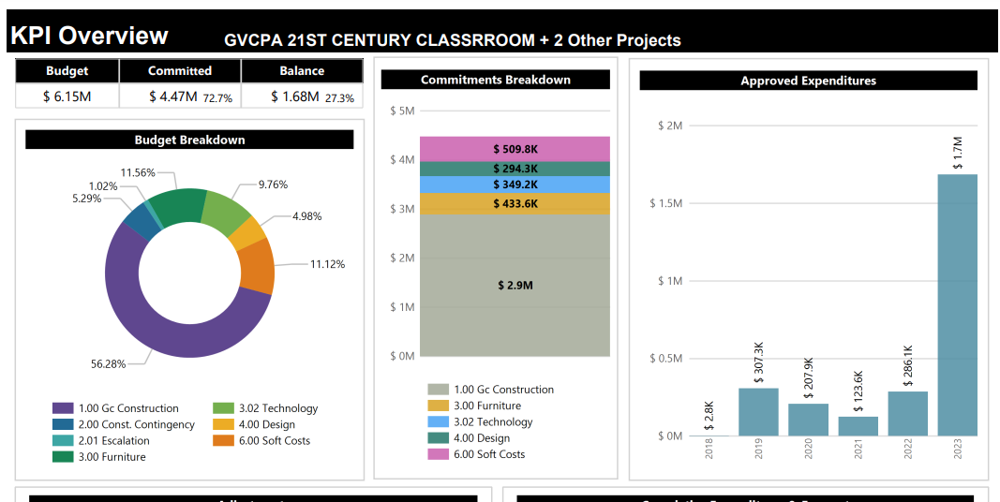 KPI Overview
GVCPA 21ST CENTURY CLASSRROOM + 2 Other Projects
Budget Committed Balance
$ 6.15M $ 4.47M 72.7% $ 1.68M 27.3%
Budget Breakdown
11.56%
1.02%
5.29%
9.76%
4.98%
11.12%
56.28%
1.00 Gc Construction
2.00 Const. Contingency
2.01 Escalation
3.00 Furniture
3.02 Technology
4.00 Design
6.00 Soft Costs
Commitments Breakdown
$ 5M
$ 4M
$ 3M
$ 2M
$ 1M
$ 0M
$ 509.8K
$ 294.3K
$ 349.2K
$ 433.6K
$ 2.9M
1.00 Gc Construction
3.00 Furniture
3.02 Technology
4.00 Design
6.00 Soft Costs
Approved Expenditures
$ 2M
$ 1.5M
$ 1M
$ 0.5M
$ 0M
$ 2.8K
$ 307.3K
$ 207.9K
$ 123.6K
$ 286.1K
$ 1.7M
2018
2019
2020
2021
2022
2023